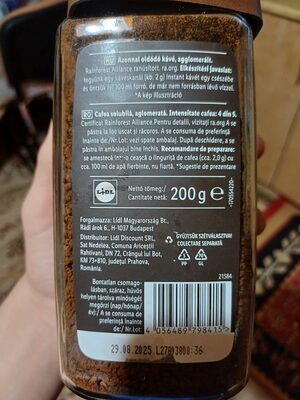 HU Azonnal oldódó kávé, agglomerált.
Rainforest Alliance tanúsított, ra.org. Elkészítési javaslat:
tegyünk egy kávéskanál (kb. 2 g) instant kávét egy csészébe
és öntsük fel 100 ml forró, de már nem forrásban lévő vízzel.
*A kép illusztráció
RO Cafea solubilă, aglomerată. Intensitate cafea: 4 din 5.
Certificat Rainforest Alliance. Pentru detalii, vizitați ra.org. A se
păstra la loc uscat și răcoros. A se consuma de preferință
înainte de:/Nr. Lot: vezi spate ambalaj. După deschidere, a se
păstra în ambalajul bine închis. Recomandare de preparare:
se amestecă o linguriță de cafea (cca. 2,0 g) cu
cca. 100 ml de apă fierbinte, nu fiartă. *Sugestie de prezentare
LIDL
Nettó tömeg:/
Cantitate netă:
200 g e
Forgalmazza: Lidl Magyarország Bt.,
Rádl árok 6., H-1037 Budapest
Distribuitor: Lidl Discount SRL,
Sat Nedelea, Comuna Ariceștii
Rahtivani, DN 72, Crângul lui Bot,
KM 73+810, județul Prahova,
România.
GYŰJTSÜK SZÉTVÁLASZTVA!
COLECTARE SEPARATĂ
PP
GL
21584
Bontatlan csomago-
lásban, száraz, hűvös
helyen tárolva minőségét
megőrzi (nap/hónap/
év): / A se consuma de
preferință înainte
de:/Nr. Lot:
4 056489 798415
29.08.2025 L27803800:36